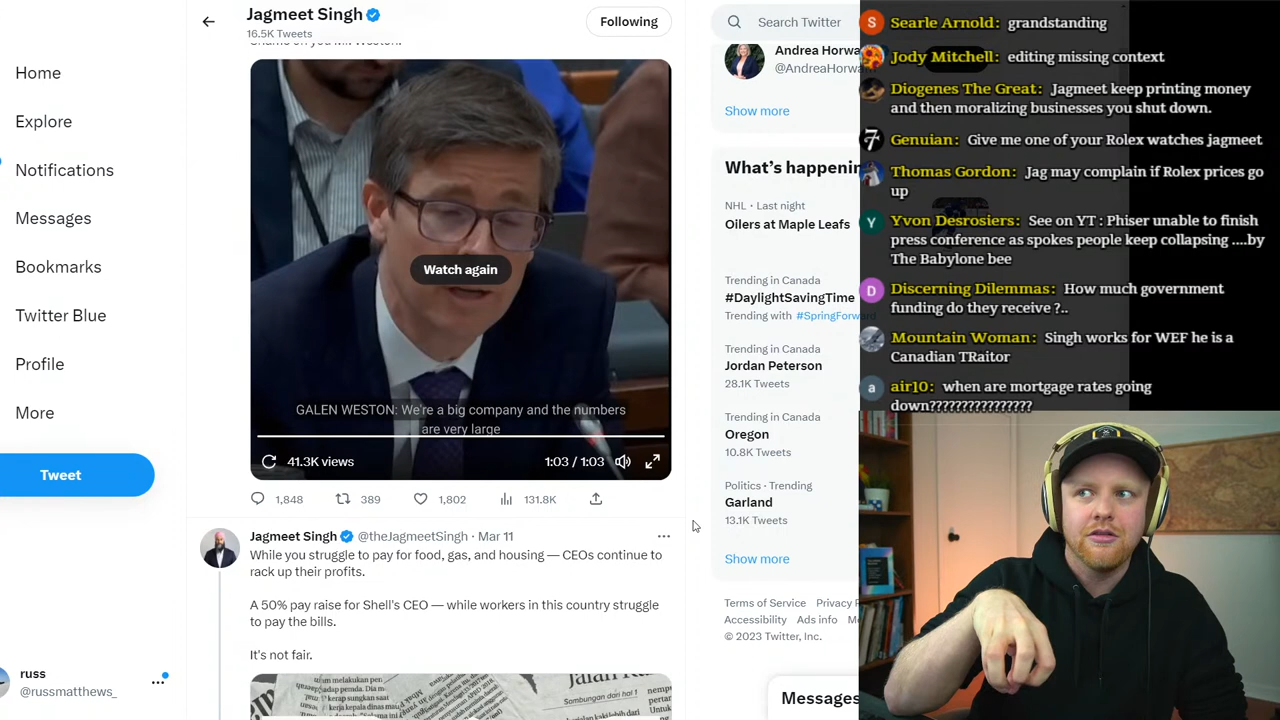 Jagmeet Singh
16.5K Tweets
Following
Home
Explore
Notifications
Messages
Bookmarks
Twitter Blue
Profile
More
Tweet
russ
@russmatthews_
Shame on you Mr. Weston.
Watch again
GALEN WESTON: We're a big company and the numbers
are very large
41.3K views
1:03 / 1:03
1,848
389
1,802
131.8K
Jagmeet Singh @theJagmeetSingh · Mar 11
While you struggle to pay for food, gas, and housing — CEOs continue to
rack up their profits.
A 50% pay raise for Shell's CEO — while workers in this country struggle
to pay the bills.
It's not fair.
Search Twitter
Andrea Horwa
@AndreaHorwa
Show more
What's happenin
NHL · Last night
Oilers at Maple Leafs
Trending in Canada
#DaylightSavingTime
Trending with #SpringForwa
Trending in Canada
Jordan Peterson
28.1K Tweets
Trending in Canada
Oregon
10.8K Tweets
Politics · Trending
Garland
13.1K Tweets
Show more
Terms of Service Privacy P
Accessibility Ads info Mo
© 2023 Twitter, Inc.
Messages
Searle Arnold: grandstanding
Jody Mitchell: editing missing context
Diogenes The Great: Jagmeet keep printing money
and then moralizing businesses you shut down.
Genuian: Give me one of your Rolex watches jagmeet
Thomas Gordon: Jag may complain if Rolex prices go
up
Yvon Desrosiers: See on YT : Phiser unable to finish
press conference as spokes people keep collapsing ....by
The Babylone bee
Discerning Dilemmas: How much government
funding do they receive ?..
Mountain Woman: Singh works for WEF he is a
Canadian TRaitor
air10: when are mortgage rates going
down???????????????